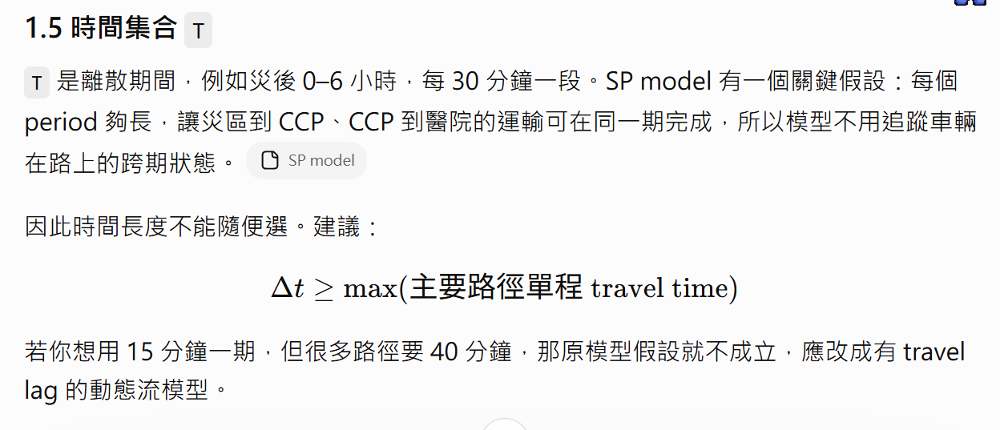 1.5 時間集合 T
T 是離散期間，例如災後 0–6 小時，每 30 分鐘一段。SP model 有一個關鍵假設：每個
period 夠長，讓災區到 CCP、CCP 到醫院的運輸可在同一期完成，所以模型不用追蹤車輛
在路上的跨期狀態。 SP model
因此時間長度不能隨便選。建議：
Δt ≥ max(主要路徑單程 travel time)
若你想用 15 分鐘一期，但很多路徑要 40 分鐘，那原模型假設就不成立，應改成有 travel
lag 的動態流模型。